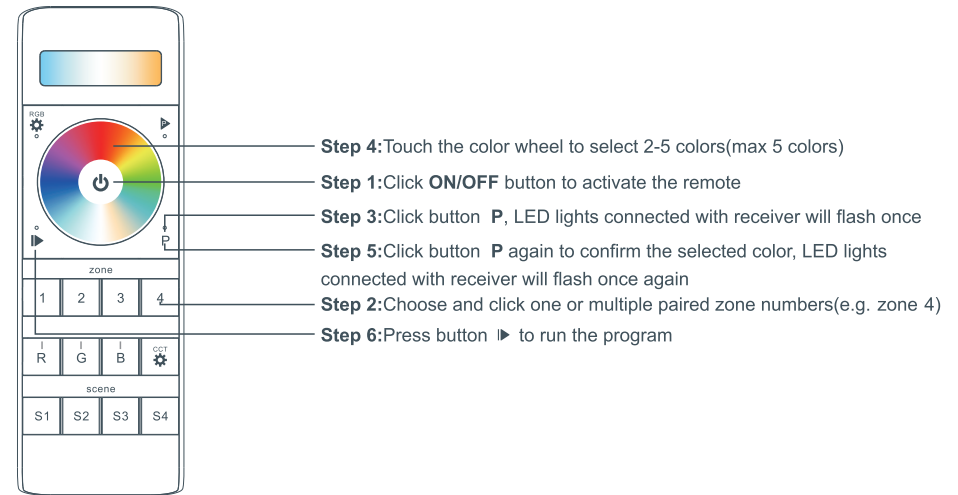 RGB
P
Step 4:Touch the color wheel to select 2-5 colors(max 5 colors)
Step 1:Click ON/OFF button to activate the remote
Step 3:Click button P, LED lights connected with receiver will flash once
P
Step 5:Click button P again to confirm the selected color, LED lights
connected with receiver will flash once again
zone
1 2 3 4
Step 2:Choose and click one or multiple paired zone numbers(e.g. zone 4)
Step 6:Press button to run the program
R G B CCT
scene
S1 S2 S3 S4